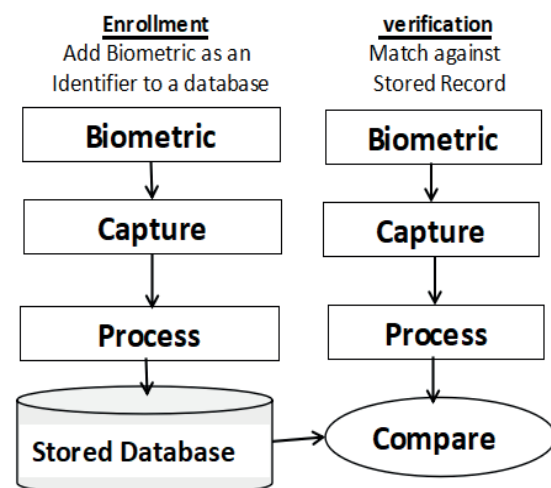 Enrollment
Add Biometric as an
Identifier to a database
Biometric
Capture
Process
Stored Database
verification
Match against
Stored Record
Biometric
Capture
Process
Compare